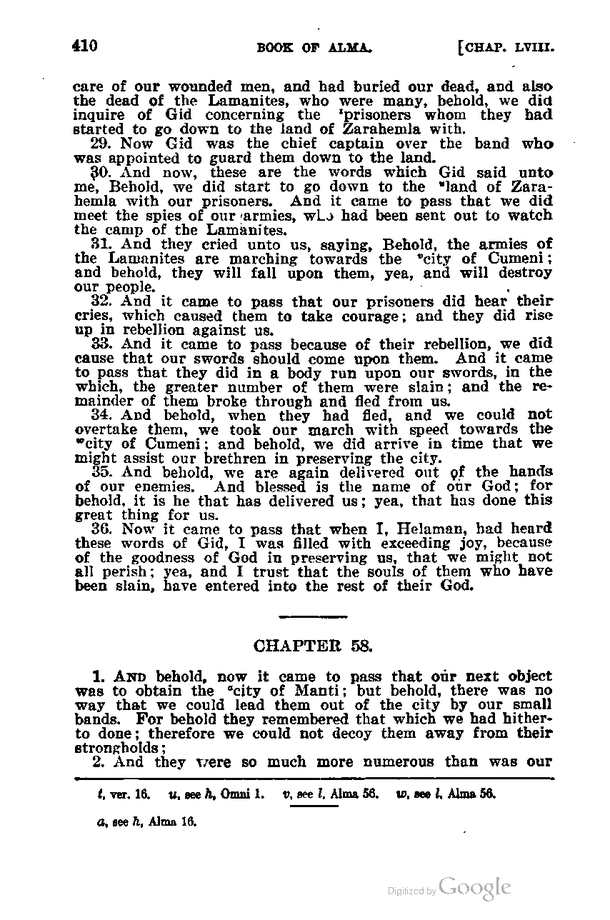 410 BOOK OF ALMA. [CHAP. LVIII.
care of our wounded men, and had buried our dead, and also
the dead of the Lamanites, who were many, behold, we did
inquire of Gid concerning the ᵗprisoners whom they had
started to go down to the land of Zarahemla with.
29. Now Gid was the chief captain over the band who
was appointed to guard them down to the land.
30. And now, these are the words which Gid said unto
me, Behold, we did start to go down to the ᵘland of Zara-
hemla with our prisoners. And it came to pass that we did
meet the spies of our armies, who had been sent out to watch
the camp of the Lamanites.
31. And they cried unto us, saying, Behold, the armies of
the Lamanites are marching towards the ᵛcity of Cumeni;
and behold, they will fall upon them, yea, and will destroy
our people.
32. And it came to pass that our prisoners did hear their
cries, which caused them to take courage; and they did rise
up in rebellion against us.
33. And it came to pass because of their rebellion, we did
cause that our swords should come upon them. And it came
to pass that they did in a body run upon our swords, in the
which, the greater number of them were slain; and the re-
mainder of them broke through and fled from us.
34. And behold, when they had fled, and we could not
overtake them, we took our march with speed towards the
ʷcity of Cumeni; and behold, we did arrive in time that we
might assist our brethren in preserving the city.
35. And behold, we are again delivered out of the hands
of our enemies. And blessed is the name of our God; for
behold, it is he that has delivered us; yea, that has done this
great thing for us.
36. Now it came to pass that when I, Helaman, had heard
these words of Gid, I was filled with exceeding joy, because
of the goodness of God in preserving us, that we might not
all perish; yea, and I trust that the souls of them who have
been slain, have entered into the rest of their God.
CHAPTER 58.
1. AND behold, now it came to pass that our next object
was to obtain the ᵃcity of Manti; but behold, there was no
way that we could lead them out of the city by our small
bands. For behold they remembered that which we had hither-
to done; therefore we could not decoy them away from their
strongholds;
2. And they were so much more numerous than was our
t, ver. 16. u, see h, Omni 1. v, see l, Alma 56. w, see l, Alma 56.
a, see h, Alma 16.
Digitized by Google